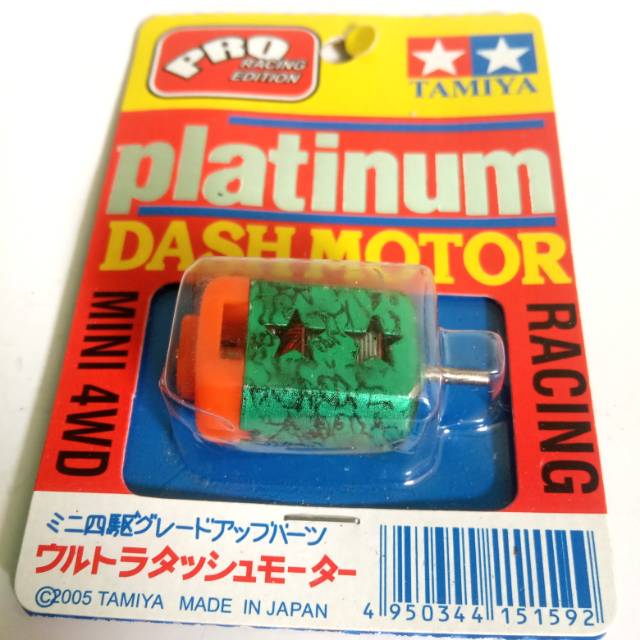 PRO
RACING
EDITION
TAMIYA
platinum
DASH MOTOR
MINI 4WD
RACING
ミニ四駆グレードアップパーツ
ウルトラダッシュモーター
©2005 TAMIYA MADE IN JAPAN
4 950344 151592